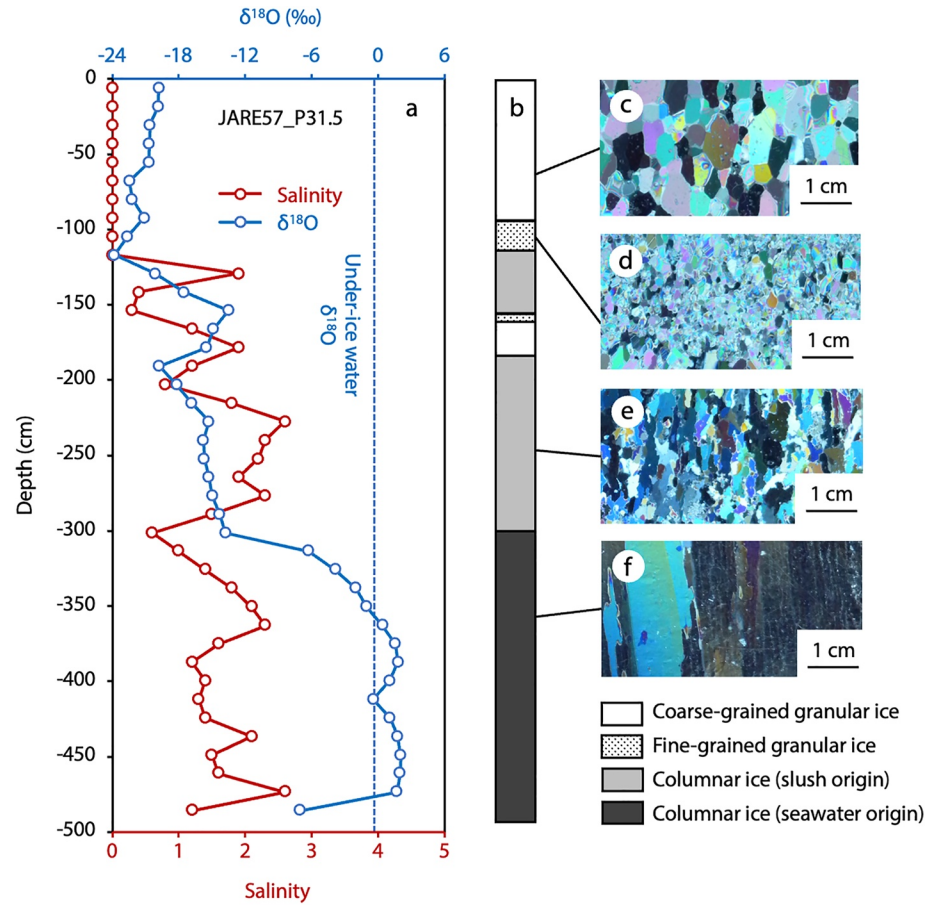 δ¹⁸O (‰)
-24 -18 -12 -6 0 6
0
-50
-100
-150
-200
-250
-300
-350
-400
-450
-500
Depth (cm)
JARE57_P31.5
a
Salinity
δ¹⁸O
Under-ice water
δ¹⁸O
0 1 2 3 4 5
Salinity
b
c
1 cm
d
1 cm
e
1 cm
f
1 cm
Coarse-grained granular ice
Fine-grained granular ice
Columnar ice (slush origin)
Columnar ice (seawater origin)